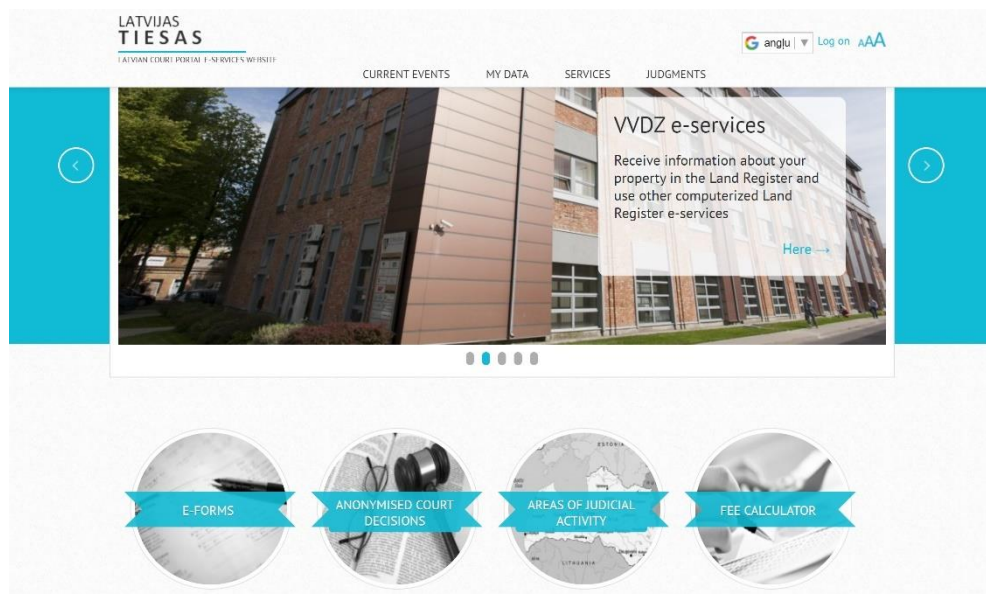 LATVIJAS
TIESAS
LATVIAN COURT PORTAL E-SERVICES WEBSITE
angļu ▼ Log on AAA
CURRENT EVENTS MY DATA SERVICES JUDGMENTS
VVDZ e-services
Receive information about your
property in the Land Register and
use other computerized Land
Register e-services
Here →
E-FORMS
ANONYMISED COURT
DECISIONS
AREAS OF JUDICIAL
ACTIVITY
FEE CALCULATOR
ESTONIA
LITHUANIA